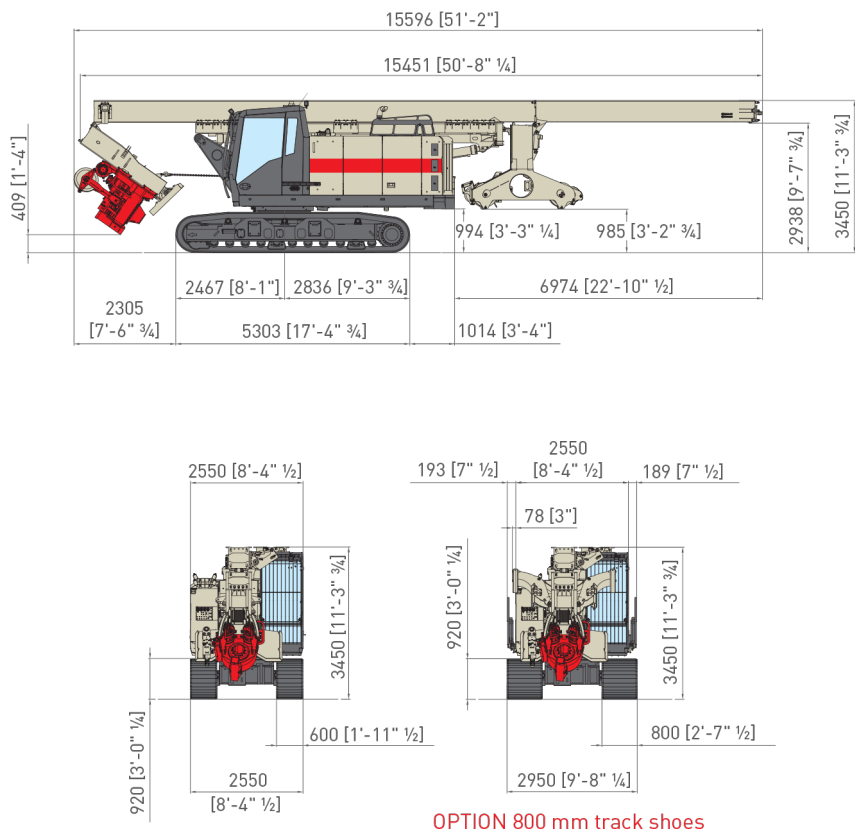 15596 [51'-2"]
15451 [50'-8" ¼]
409 [1'-4"]
2938 [9'-7" ¾]
3450 [11'-3" ¾]
994 [3'-3" ¼]
985 [3'-2" ¾]
2467 [8'-1"]
2836 [9'-3" ¾]
6974 [22'-10" ½]
2305
[7'-6" ¾]
5303 [17'-4" ¾]
1014 [3'-4"]
2550 [8'-4" ½]
3450 [11'-3" ¾]
920 [3'-0" ¼]
600 [1'-11" ½]
2550
[8'-4" ½]
2550
[8'-4" ½]
193 [7" ½]
189 [7" ½]
78 [3"]
920 [3'-0" ¼]
3450 [11'-3" ¾]
800 [2'-7" ½]
2950 [9'-8" ¼]
OPTION 800 mm track shoes